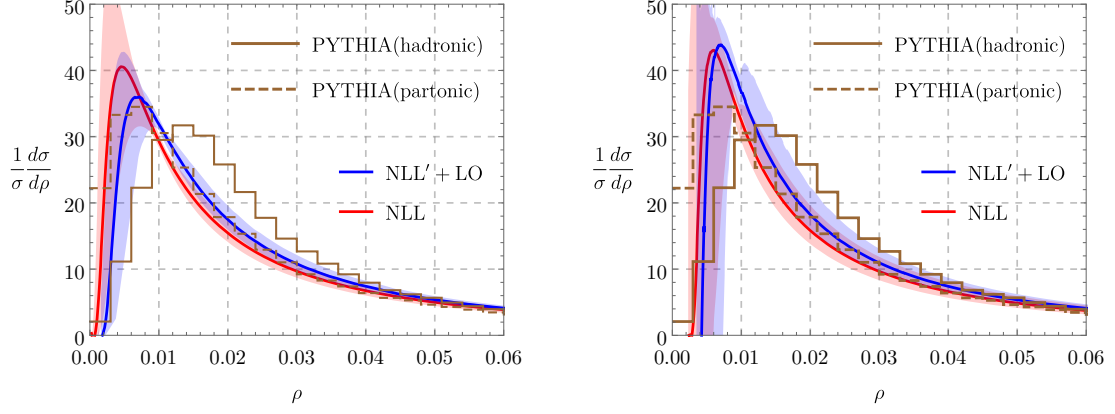 50
40
30
20
10
0
1/σ dσ/dρ
PYTHIA(hadronic)
PYTHIA(partonic)
NLL′ + LO
NLL
0.00 0.01 0.02 0.03 0.04 0.05 0.06
ρ
50
40
30
20
10
0
1/σ dσ/dρ
PYTHIA(hadronic)
PYTHIA(partonic)
NLL′ + LO
NLL
0.00 0.01 0.02 0.03 0.04 0.05 0.06
ρ